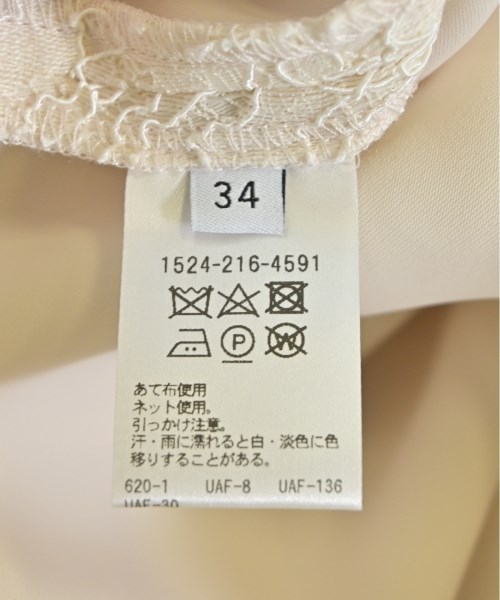 34
1524-216-4591
P
W
あて布使用
ネット使用。
引っかけ注意。
汗・雨に濡れると白・淡色に色
移りすることがある。
620-1 UAF-8 UAF-136
UAF-30